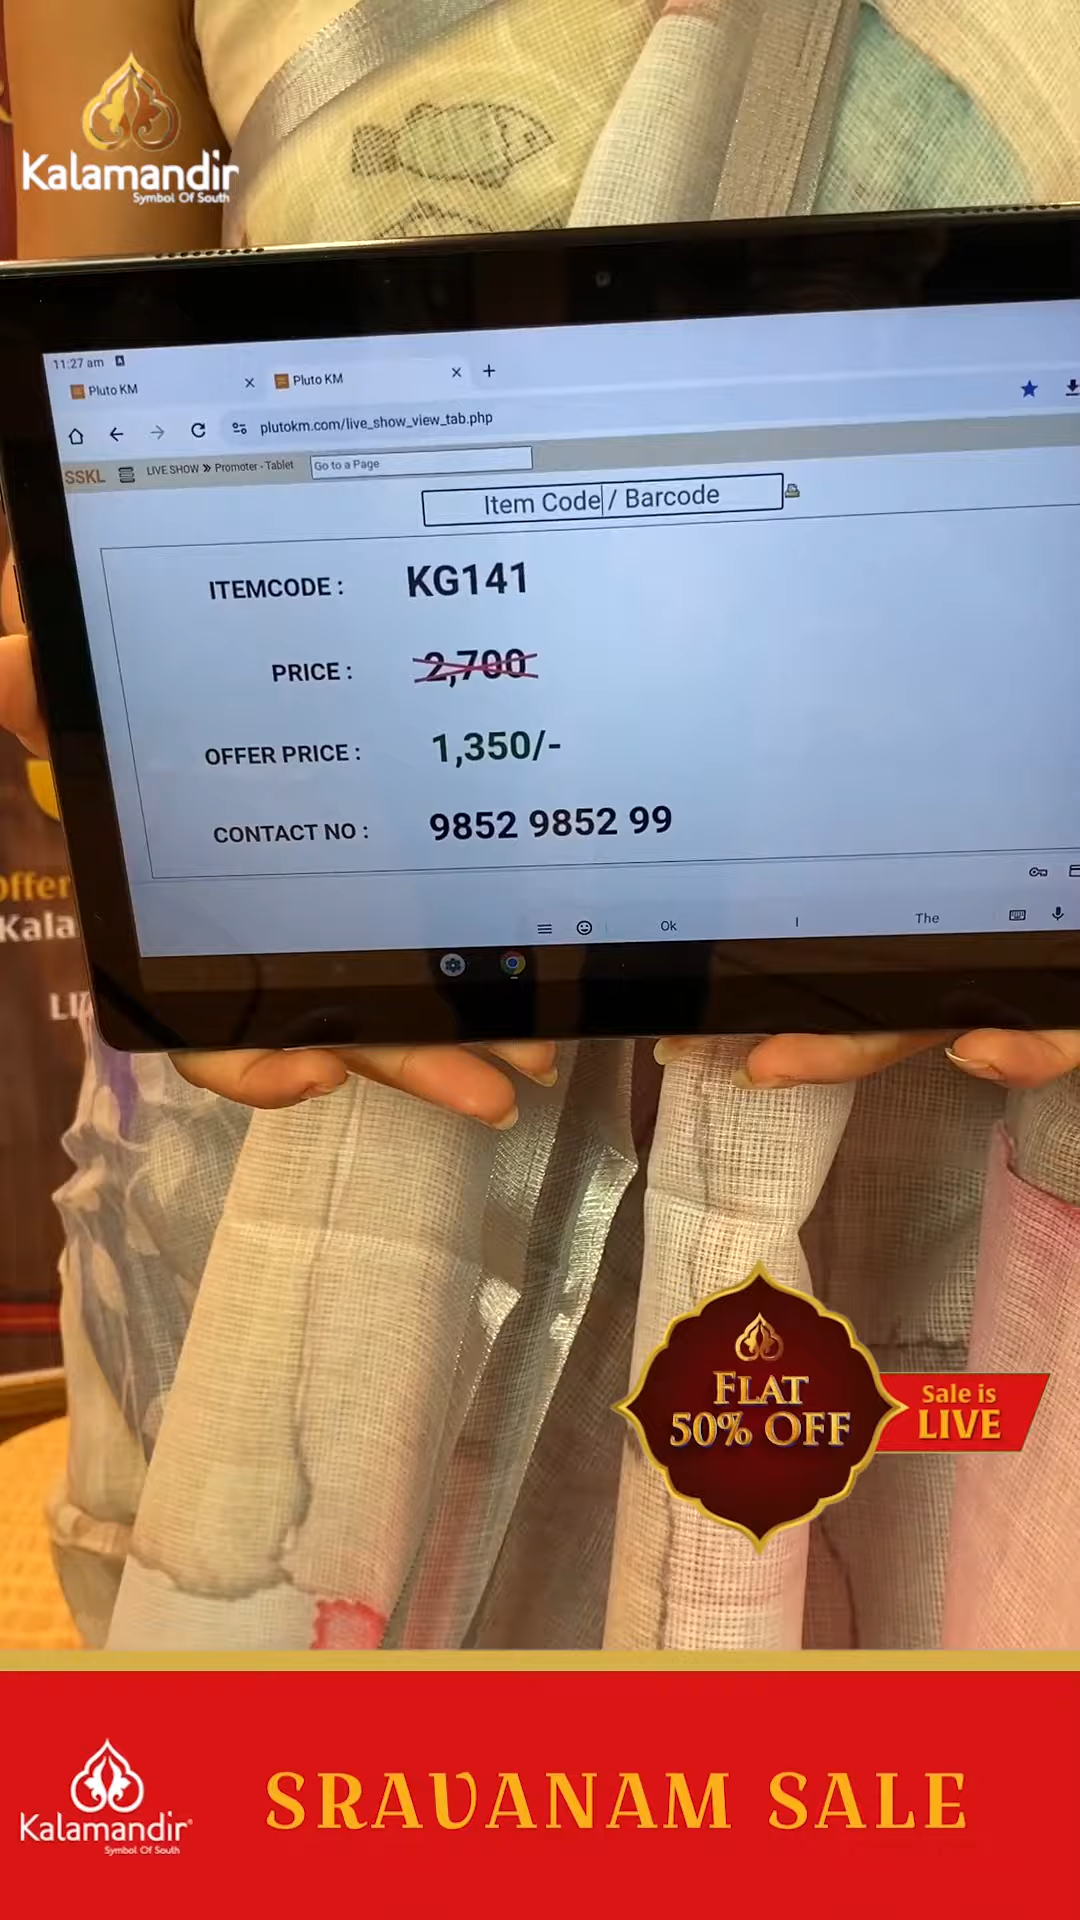 Kalamandir
Symbol Of South
11:27 am
Pluto KM
Pluto KM
plutokm.com/live_show_view_tab.php
SSKL
LIVE SHOW » Promoter - Tablet
Go to a Page
Item Code / Barcode
ITEMCODE : KG141
PRICE : 2,700
OFFER PRICE : 1,350/-
CONTACT NO : 9852 9852 99
Ok
I
The
Offer
Kala
FLAT
50% OFF
Sale is
LIVE
Kalamandir
Symbol Of South
SRAVANAM SALE